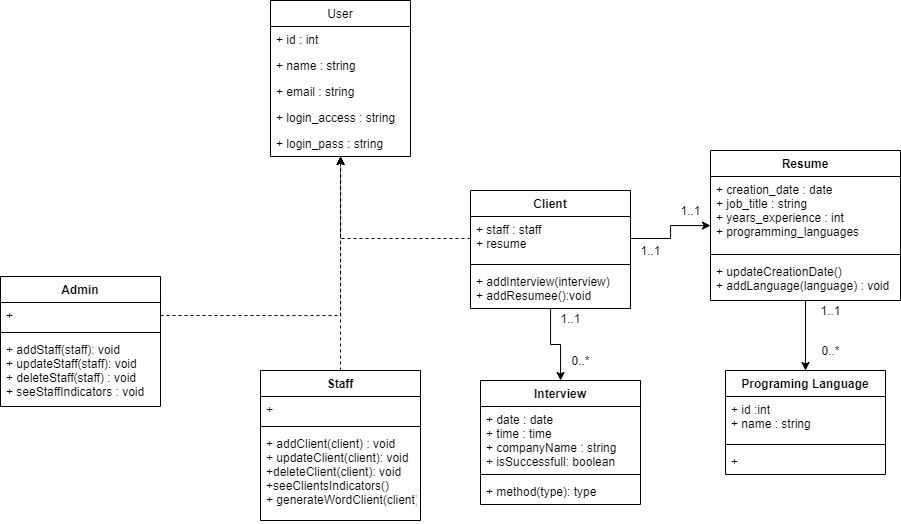 User
+ id : int
+ name : string
+ email : string
+ login_access : string
+ login_pass : string
Client
+ staff : staff
+ resume
+ addInterview(interview)
+ addResumee():void
1..1
1..1
Resume
+ creation_date : date
+ job_title : string
+ years_experience : int
+ programming_languages
+ updateCreationDate()
+ addLanguage(language) : void
Admin
+
+ addStaff(staff): void
+ updateStaff(staff): void
+ deleteStaff(staff) : void
+ seeStaffIndicators : void
1..1
0..*
1..1
0..*
Staff
+
+ addClient(client) : void
+ updateClient(client): void
+deleteClient(client): void
+seeClientsIndicators()
+ generateWordClient(client)
Interview
+ date : date
+ time : time
+ companyName : string
+ isSuccessfull: boolean
+ method(type): type
Programing Language
+ id :int
+ name : string
+